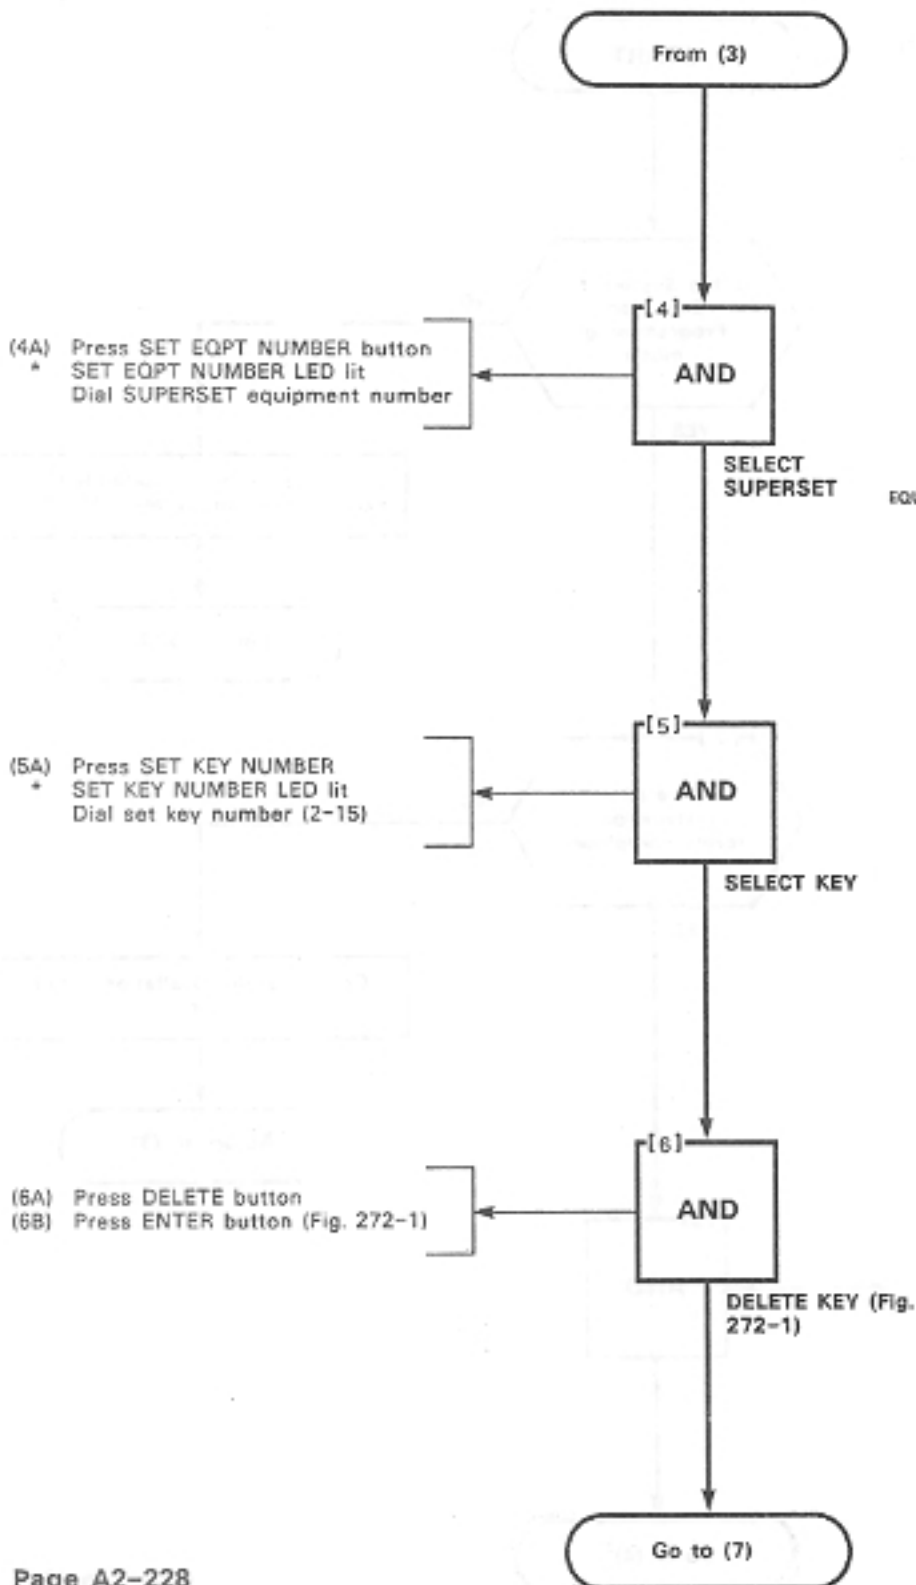 From (3)
[4]
AND
(4A) Press SET EQPT NUMBER button
* SET EQPT NUMBER LED lit
Dial SUPERSET equipment number
SELECT
SUPERSET
EQU
[5]
AND
(5A) Press SET KEY NUMBER
* SET KEY NUMBER LED lit
Dial set key number (2-15)
SELECT KEY
[6]
AND
(6A) Press DELETE button
(6B) Press ENTER button (Fig. 272-1)
DELETE KEY (Fig.
272-1)
Go to (7)
Page A2-228